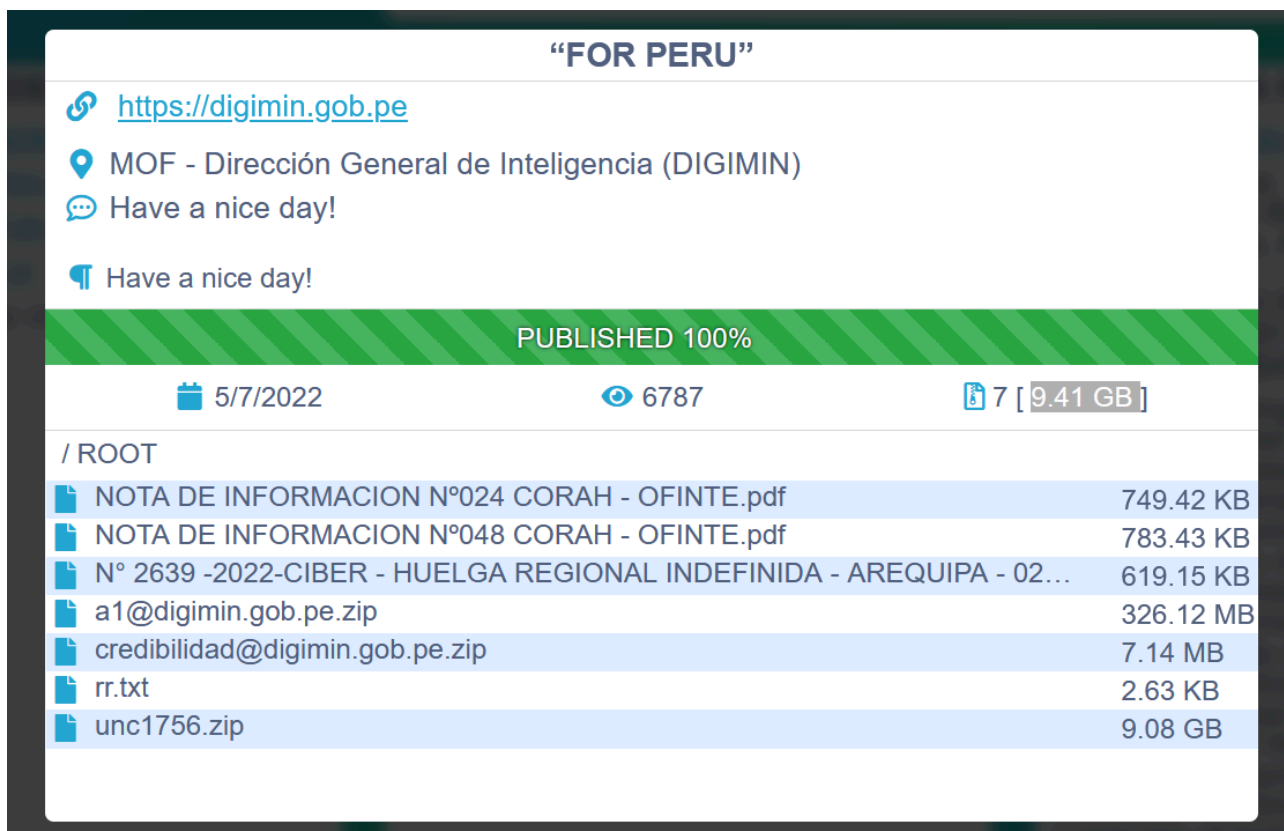 “FOR PERU”
https://digimin.gob.pe
MOF - Dirección General de Inteligencia (DIGIMIN)
Have a nice day!
Have a nice day!
PUBLISHED 100%
5/7/2022 6787 7 [ 9.41 GB ]
/ ROOT
NOTA DE INFORMACION Nº024 CORAH - OFINTE.pdf 749.42 KB
NOTA DE INFORMACION Nº048 CORAH - OFINTE.pdf 783.43 KB
N° 2639 -2022-CIBER - HUELGA REGIONAL INDEFINIDA - AREQUIPA - 02... 619.15 KB
a1@digimin.gob.pe.zip 326.12 MB
credibilidad@digimin.gob.pe.zip 7.14 MB
rr.txt 2.63 KB
unc1756.zip 9.08 GB